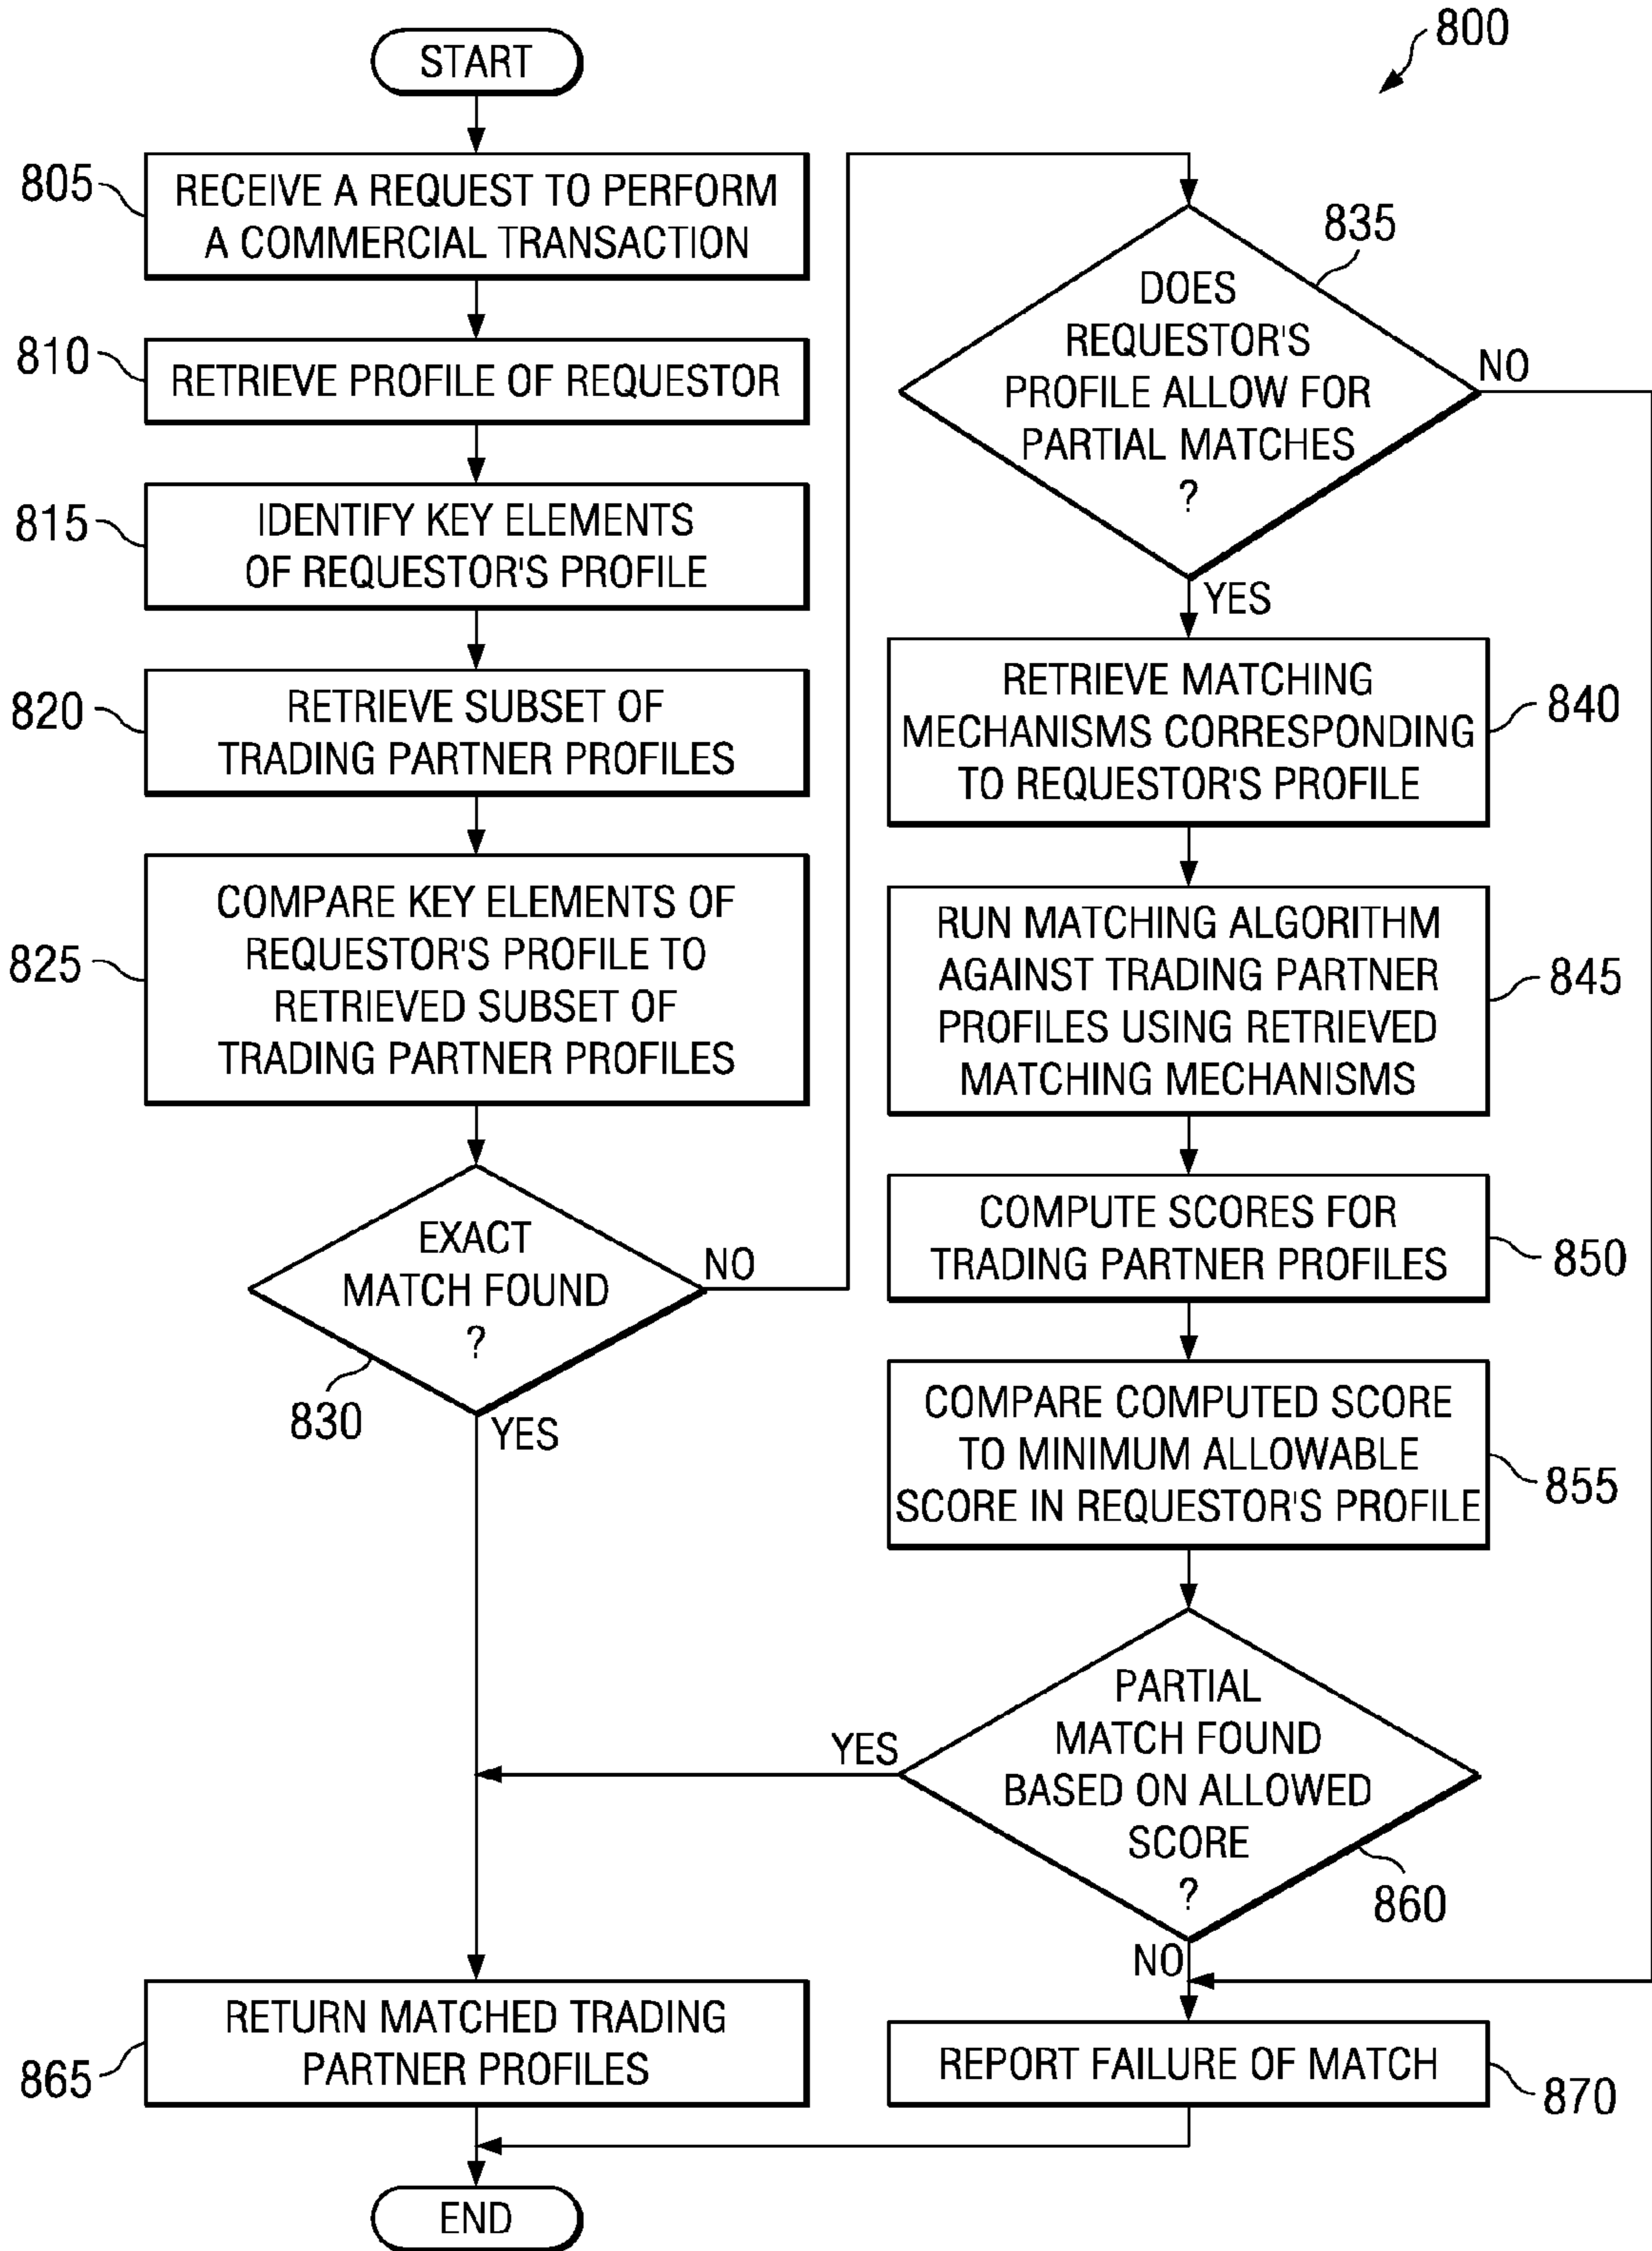 800
START
805
RECEIVE A REQUEST TO PERFORM
A COMMERCIAL TRANSACTION
810
RETRIEVE PROFILE OF REQUESTOR
815
IDENTIFY KEY ELEMENTS
OF REQUESTOR'S PROFILE
820
RETRIEVE SUBSET OF
TRADING PARTNER PROFILES
825
COMPARE KEY ELEMENTS OF
REQUESTOR'S PROFILE TO
RETRIEVED SUBSET OF
TRADING PARTNER PROFILES
EXACT
MATCH FOUND
?
NO
830
YES
835
DOES
REQUESTOR'S
PROFILE ALLOW FOR
PARTIAL MATCHES
?
NO
YES
RETRIEVE MATCHING
MECHANISMS CORRESPONDING
TO REQUESTOR'S PROFILE
840
RUN MATCHING ALGORITHM
AGAINST TRADING PARTNER
PROFILES USING RETRIEVED
MATCHING MECHANISMS
845
COMPUTE SCORES FOR
TRADING PARTNER PROFILES
850
COMPARE COMPUTED SCORE
TO MINIMUM ALLOWABLE
SCORE IN REQUESTOR'S PROFILE
855
PARTIAL
MATCH FOUND
BASED ON ALLOWED
SCORE
?
YES
860
NO
RETURN MATCHED TRADING
PARTNER PROFILES
865
REPORT FAILURE OF MATCH
870
END